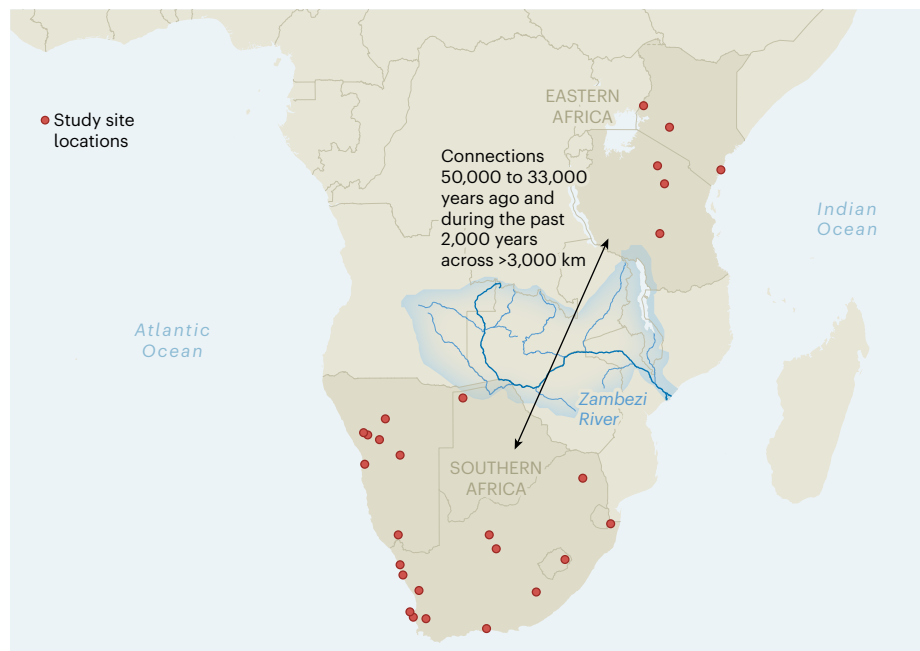 EASTERN
AFRICA
Study site
locations
Connections
50,000 to 33,000
years ago and
during the past
2,000 years
across >3,000 km
Indian
Ocean
Atlantic
Ocean
Zambezi
River
SOUTHERN
AFRICA